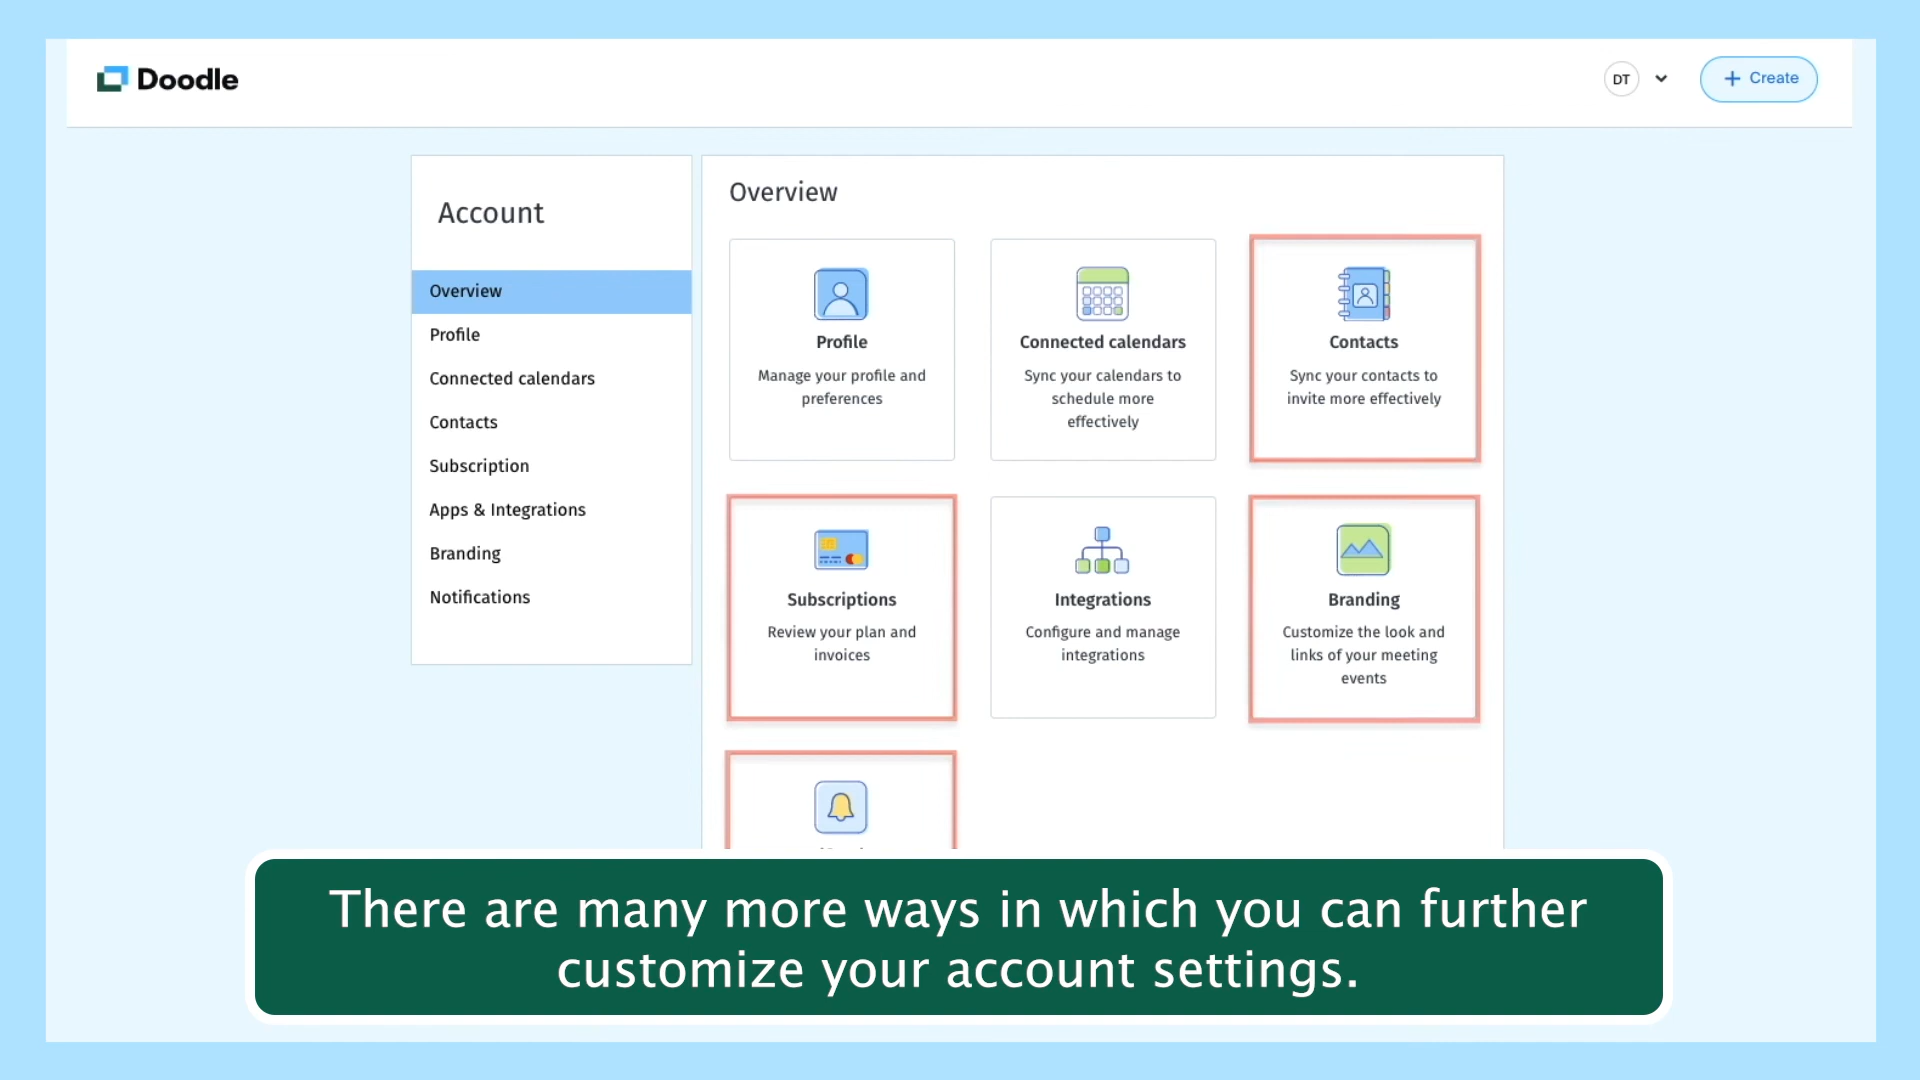 Doodle
DT
+ Create
Account
Overview
Profile
Connected calendars
Contacts
Subscription
Apps & Integrations
Branding
Notifications
Overview
Profile
Manage your profile and
preferences
Connected calendars
Sync your calendars to
schedule more
effectively
Contacts
Sync your contacts to
invite more effectively
Subscriptions
Review your plan and
invoices
Integrations
Configure and manage
integrations
Branding
Customize the look and
links of your meeting
events
There are many more ways in which you can further
customize your account settings.